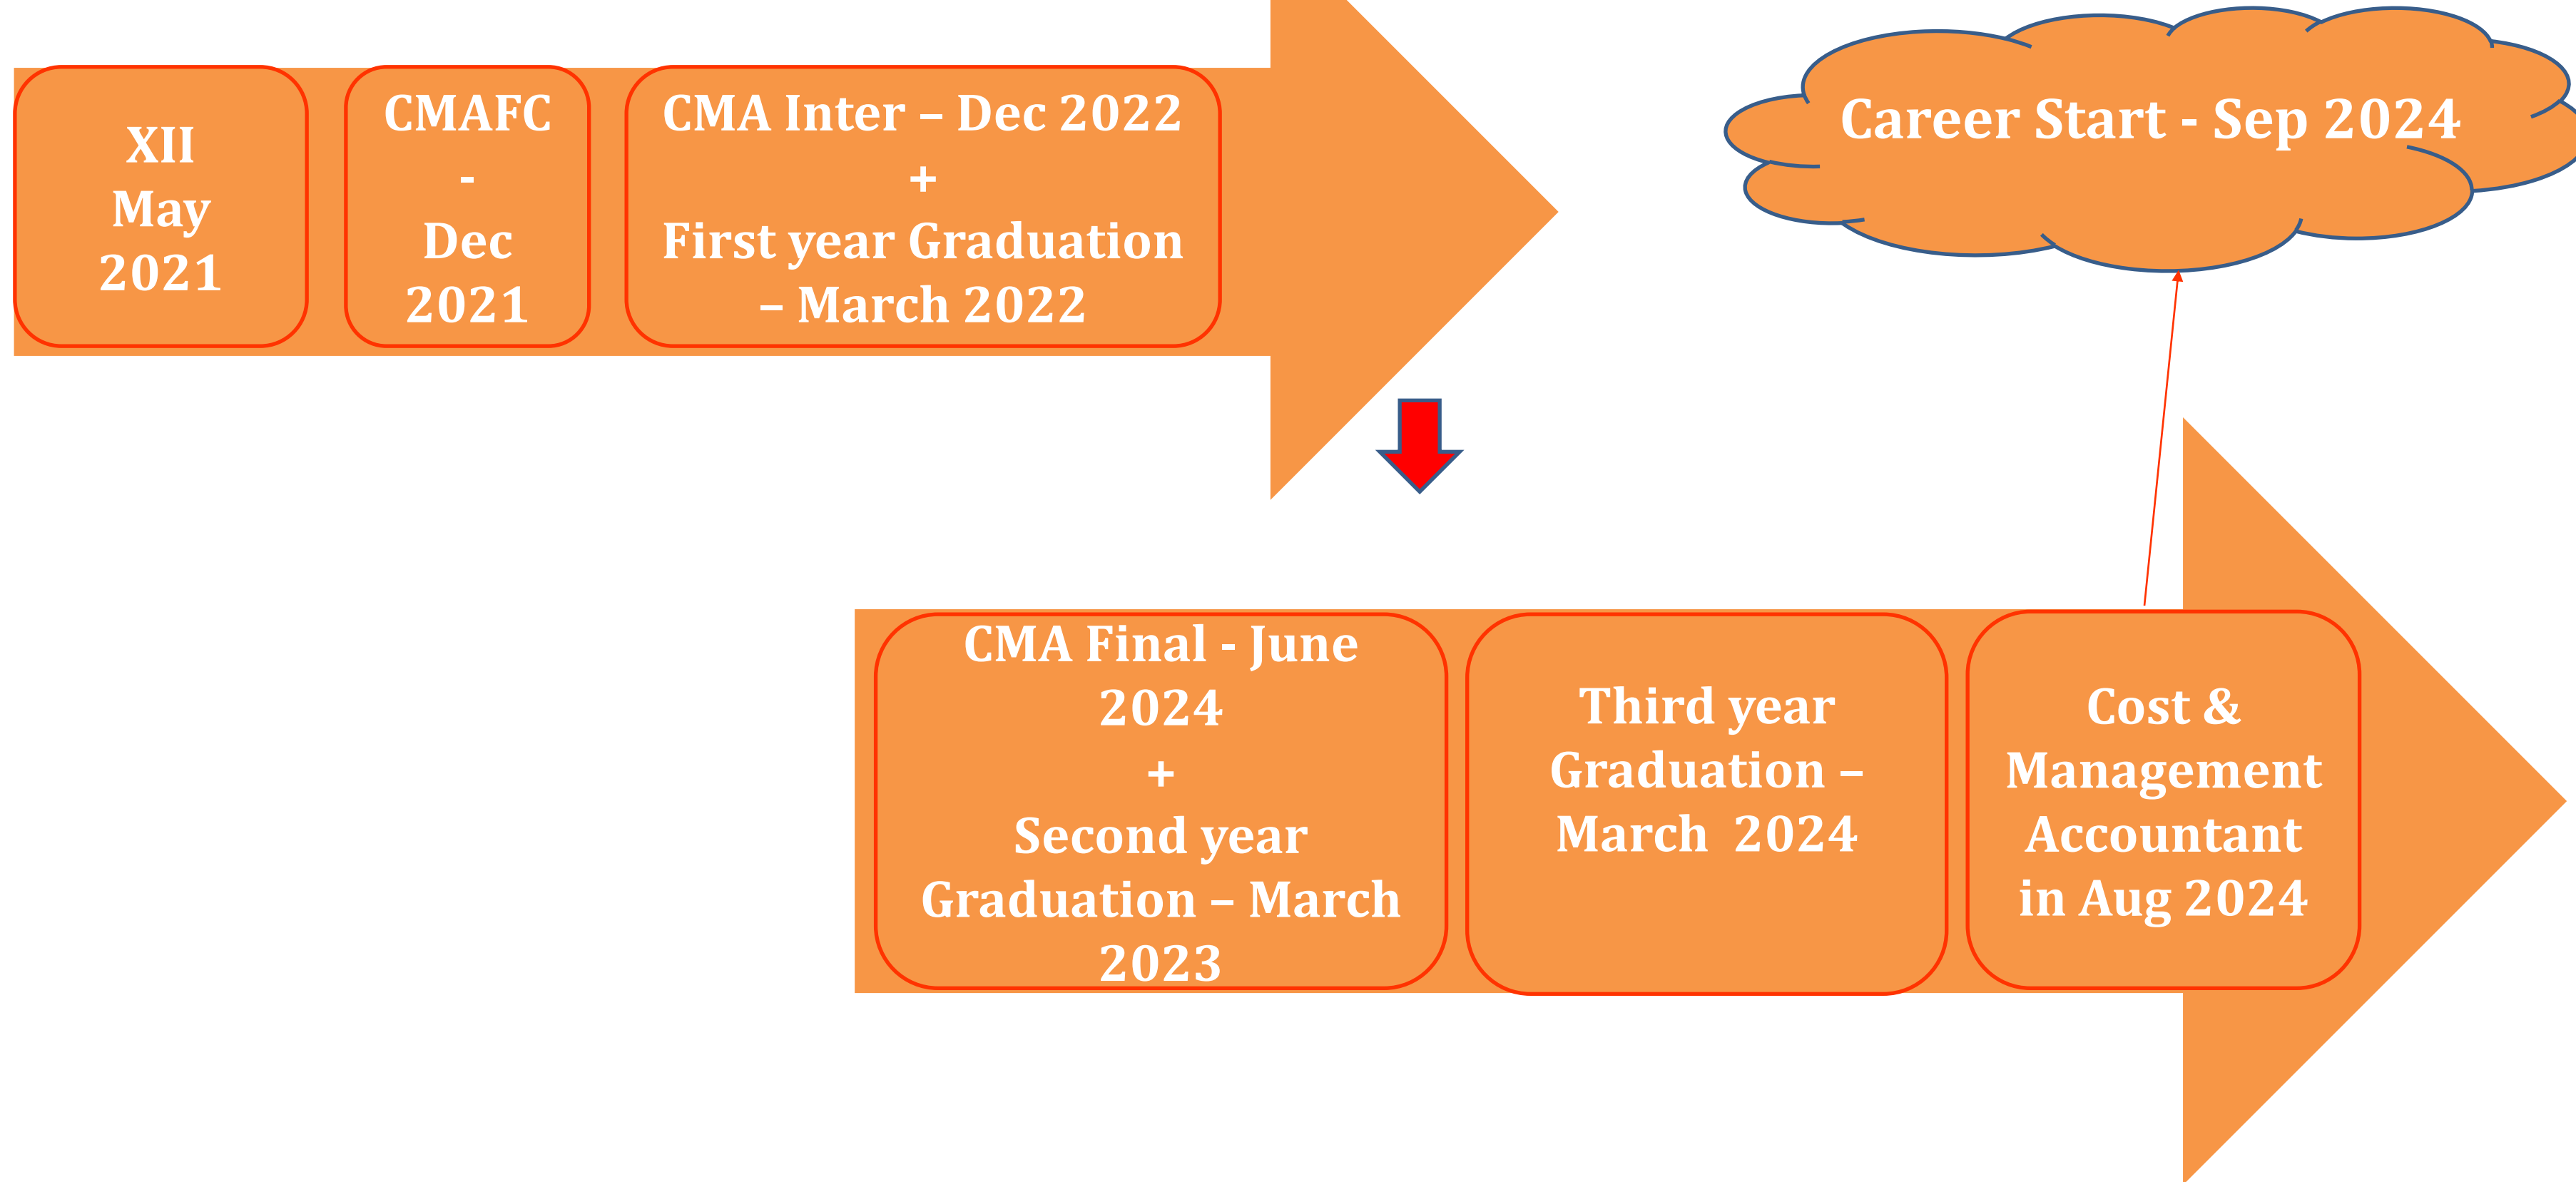 XII
May
2021
CMAFC
-
Dec
2021
CMA Inter – Dec 2022
+
First year Graduation
– March 2022
Career Start - Sep 2024
CMA Final - June
2024
+
Second year
Graduation – March
2023
Third year
Graduation –
March  2024
Cost &
Management
Accountant
in Aug 2024